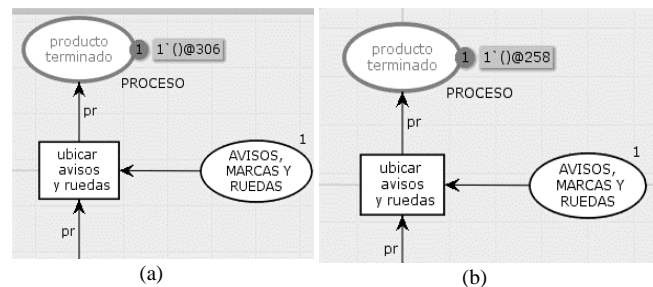 producto
terminado
1 1`()@306
PROCESO
pr
ubicar
avisos
y ruedas
1
AVISOS,
MARCAS Y
RUEDAS
pr
(a)
producto
terminado
1 1`()@258
PROCESO
pr
ubicar
avisos
y ruedas
1
AVISOS,
MARCAS Y
RUEDAS
pr
(b)